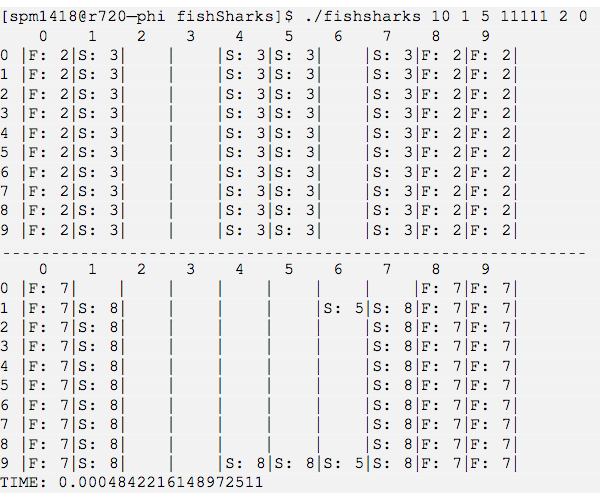 [spm1418@r720—phi fishSharks]$ ./fishsharks 10 1 5 11111 2 0
    0    1    2    3    4    5    6    7    8    9
0 |F: 2|S: 3|    |    |S: 3|S: 3|    |S: 3|F: 2|F: 2|
1 |F: 2|S: 3|    |    |S: 3|S: 3|    |S: 3|F: 2|F: 2|
2 |F: 2|S: 3|    |    |S: 3|S: 3|    |S: 3|F: 2|F: 2|
3 |F: 2|S: 3|    |    |S: 3|S: 3|    |S: 3|F: 2|F: 2|
4 |F: 2|S: 3|    |    |S: 3|S: 3|    |S: 3|F: 2|F: 2|
5 |F: 2|S: 3|    |    |S: 3|S: 3|    |S: 3|F: 2|F: 2|
6 |F: 2|S: 3|    |    |S: 3|S: 3|    |S: 3|F: 2|F: 2|
7 |F: 2|S: 3|    |    |S: 3|S: 3|    |S: 3|F: 2|F: 2|
8 |F: 2|S: 3|    |    |S: 3|S: 3|    |S: 3|F: 2|F: 2|
9 |F: 2|S: 3|    |    |S: 3|S: 3|    |S: 3|F: 2|F: 2|
-----------------------------------------------------------
    0    1    2    3    4    5    6    7    8    9
0 |F: 7|    |    |    |    |    |    |    |F: 7|F: 7|
1 |F: 7|S: 8|    |    |    |    |S: 5|S: 8|F: 7|F: 7|
2 |F: 7|S: 8|    |    |    |    |    |S: 8|F: 7|F: 7|
3 |F: 7|S: 8|    |    |    |    |    |S: 8|F: 7|F: 7|
4 |F: 7|S: 8|    |    |    |    |    |S: 8|F: 7|F: 7|
5 |F: 7|S: 8|    |    |    |    |    |S: 8|F: 7|F: 7|
6 |F: 7|S: 8|    |    |    |    |    |S: 8|F: 7|F: 7|
7 |F: 7|S: 8|    |    |    |    |    |S: 8|F: 7|F: 7|
8 |F: 7|S: 8|    |    |    |    |    |S: 8|F: 7|F: 7|
9 |F: 7|S: 8|    |    |S: 8|S: 8|S: 5|S: 8|F: 7|F: 7|
TIME: 0.0004842216148972511